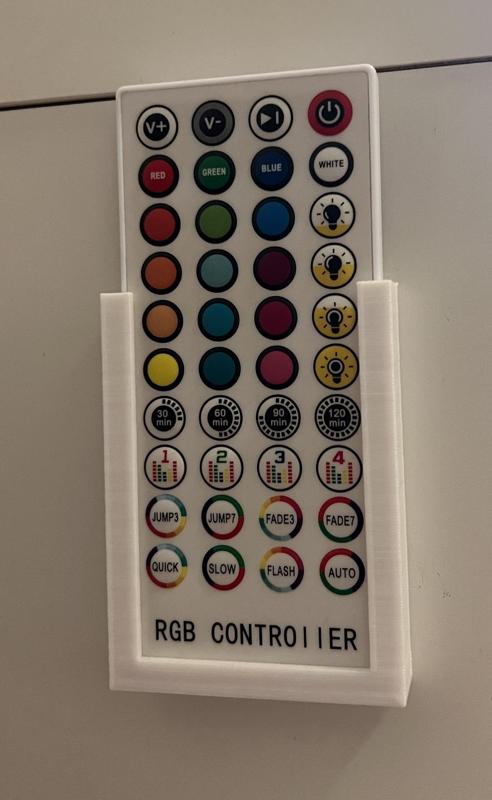 V+ V-
RED GREEN BLUE WHITE
30 min 60 min 90 min 120 min
1 2 3 4
JUMP3 JUMP7 FADE3 FADE7
QUICK SLOW FLASH AUTO
RGB CONTROllER